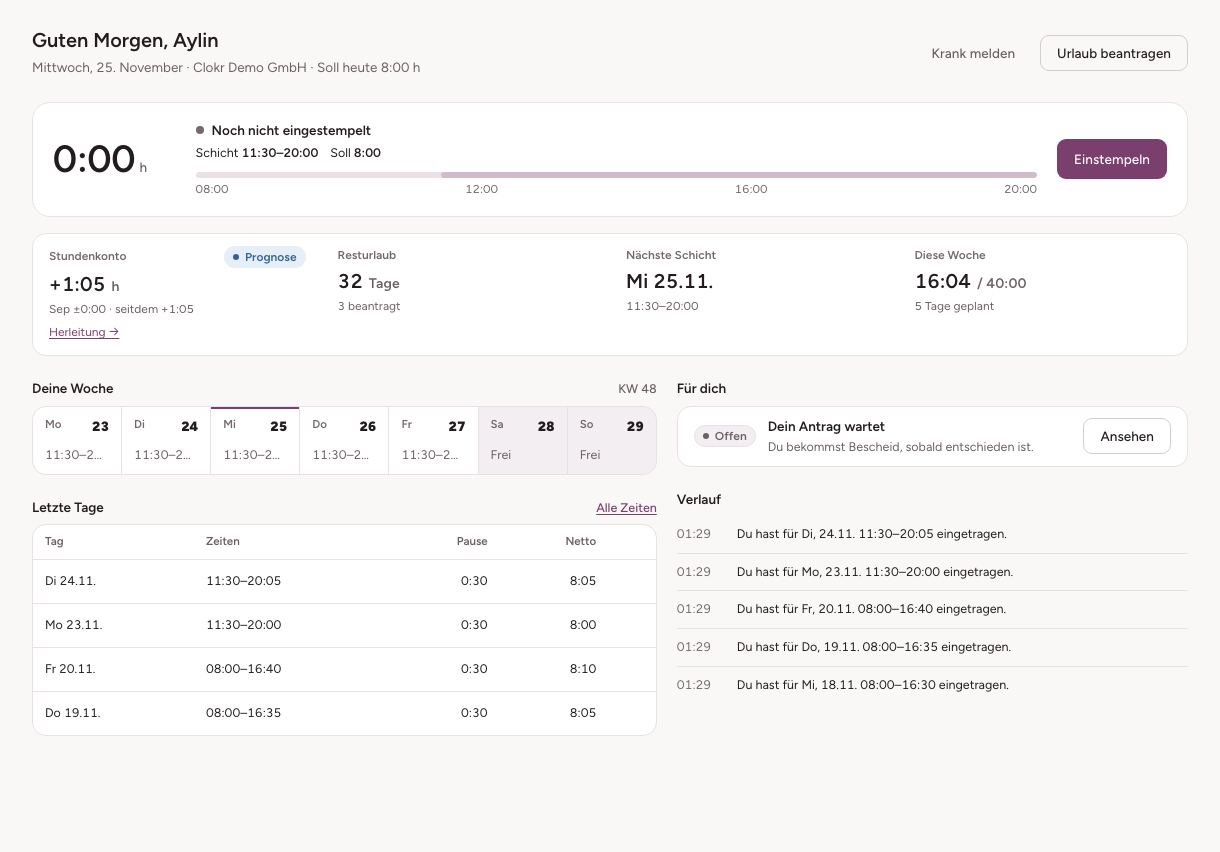 Guten Morgen, Aylin
Mittwoch, 25. November · Clokr Demo GmbH · Soll heute 8:00 h
Krank melden
Urlaub beantragen
0:00 h
Noch nicht eingestempelt
Schicht 11:30–20:00 Soll 8:00
08:00 12:00 16:00 20:00
Einstempeln
Stundenkonto
Prognose
+1:05 h
Sep ±0:00 · seitdem +1:05
Herleitung →
Resturlaub
32 Tage
3 beantragt
Nächste Schicht
Mi 25.11.
11:30–20:00
Diese Woche
16:04 / 40:00
5 Tage geplant
Deine Woche
KW 48
Mo 23
11:30–2...
Di 24
11:30–2...
Mi 25
11:30–2...
Do 26
11:30–2...
Fr 27
11:30–2...
Sa 28
Frei
So 29
Frei
Letzte Tage
Alle Zeiten
Tag Zeiten Pause Netto
Di 24.11. 11:30–20:05 0:30 8:05
Mo 23.11. 11:30–20:00 0:30 8:00
Fr 20.11. 08:00–16:40 0:30 8:10
Do 19.11. 08:00–16:35 0:30 8:05
Für dich
Offen
Dein Antrag wartet
Du bekommst Bescheid, sobald entschieden ist.
Ansehen
Verlauf
01:29 Du hast für Di, 24.11. 11:30–20:05 eingetragen.
01:29 Du hast für Mo, 23.11. 11:30–20:00 eingetragen.
01:29 Du hast für Fr, 20.11. 08:00–16:40 eingetragen.
01:29 Du hast für Do, 19.11. 08:00–16:35 eingetragen.
01:29 Du hast für Mi, 18.11. 08:00–16:30 eingetragen.